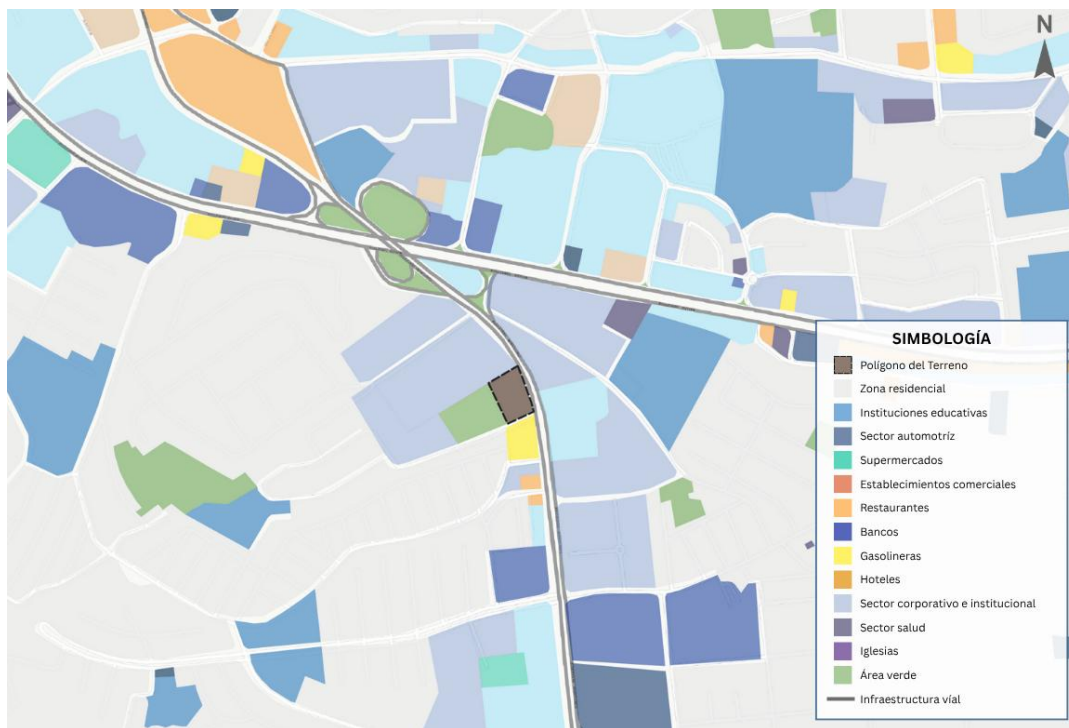 N
SIMBOLOGÍA
Polígono del Terreno
Zona residencial
Instituciones educativas
Sector automotríz
Supermercados
Establecimientos comerciales
Restaurantes
Bancos
Gasolineras
Hoteles
Sector corporativo e institucional
Sector salud
Iglesias
Área verde
Infraestructura víal